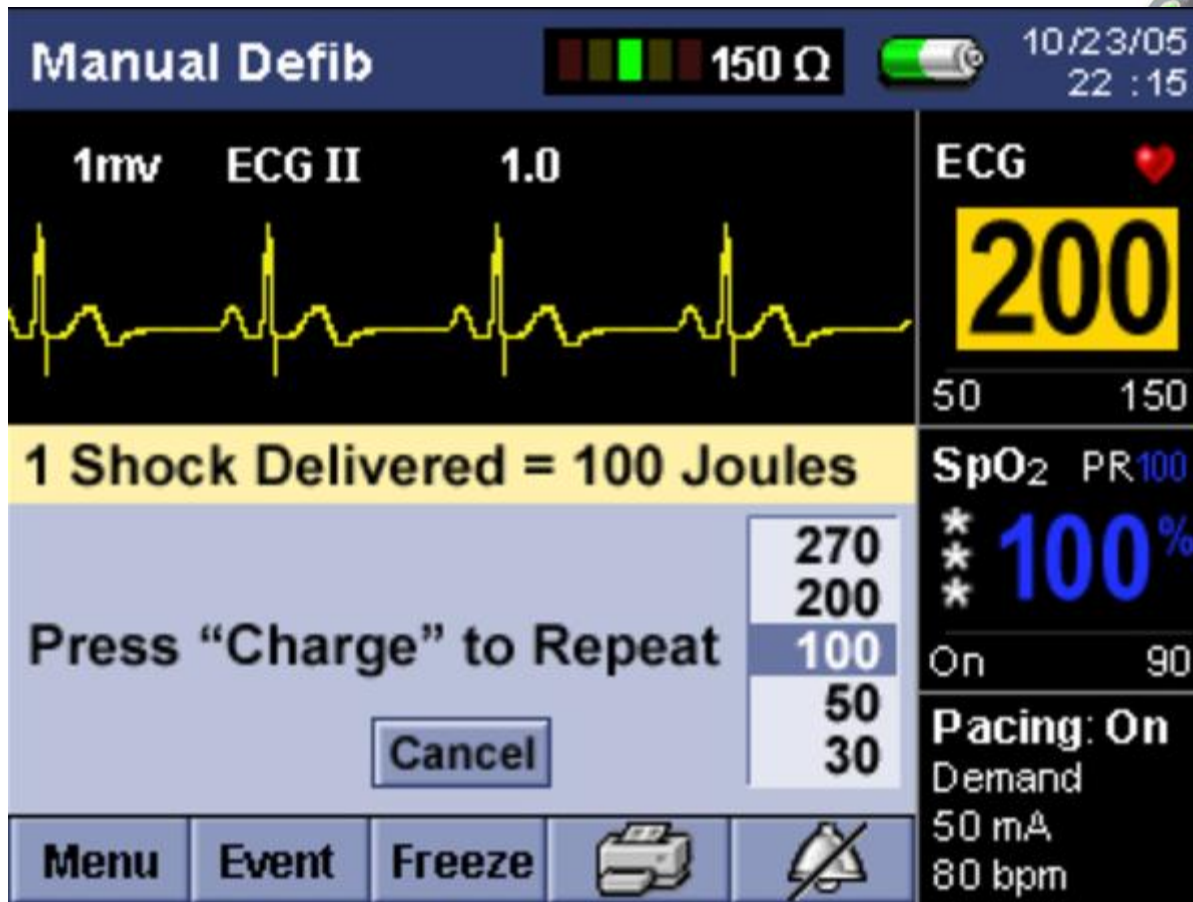 Manual Defib 150 Ω 10/23/05
22 :15
1mv ECG II 1.0
ECG
200
50 150
1 Shock Delivered = 100 Joules
Press “Charge” to Repeat
270
200
100
50
30
Cancel
SpO₂ PR100
*** 100%
On 90
Pacing: On
Demand
50 mA
80 bpm
Menu Event Freeze